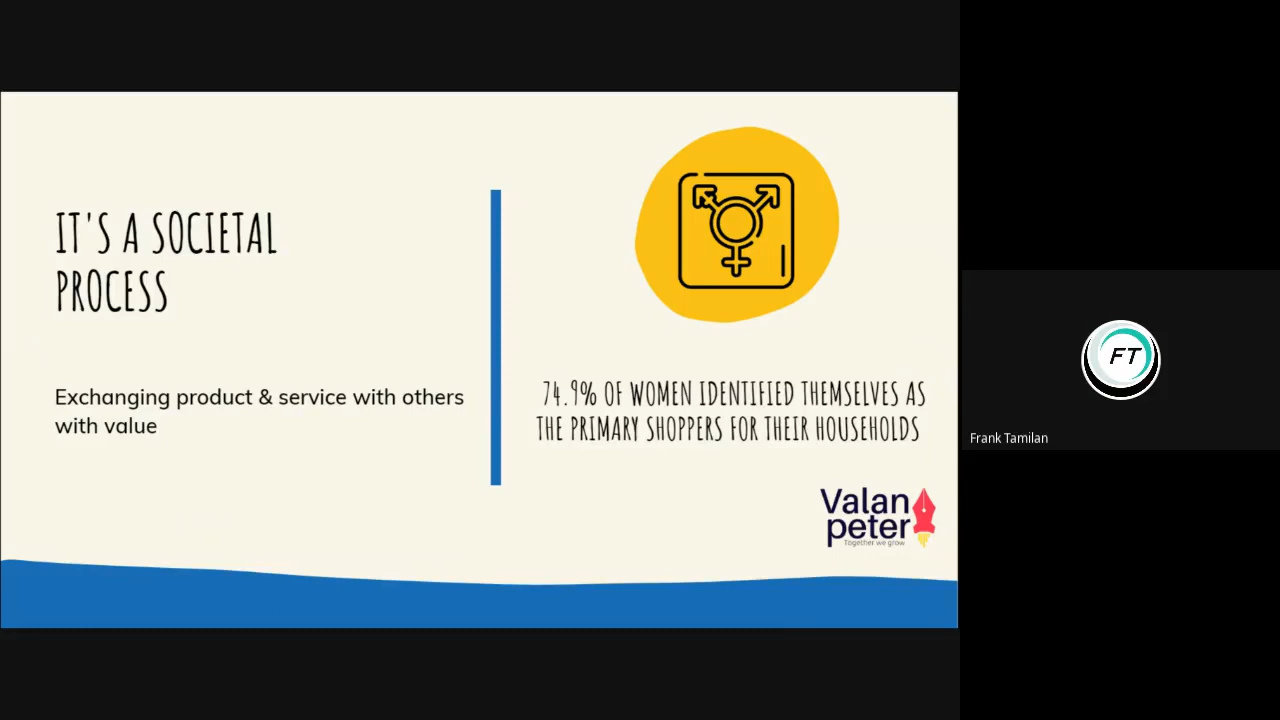 IT'S A SOCIETAL
PROCESS
Exchanging product & service with others
with value
74.9% OF WOMEN IDENTIFIED THEMSELVES AS
THE PRIMARY SHOPPERS FOR THEIR HOUSEHOLDS
Valan
peter
Together we grow
FT
Frank Tamilan